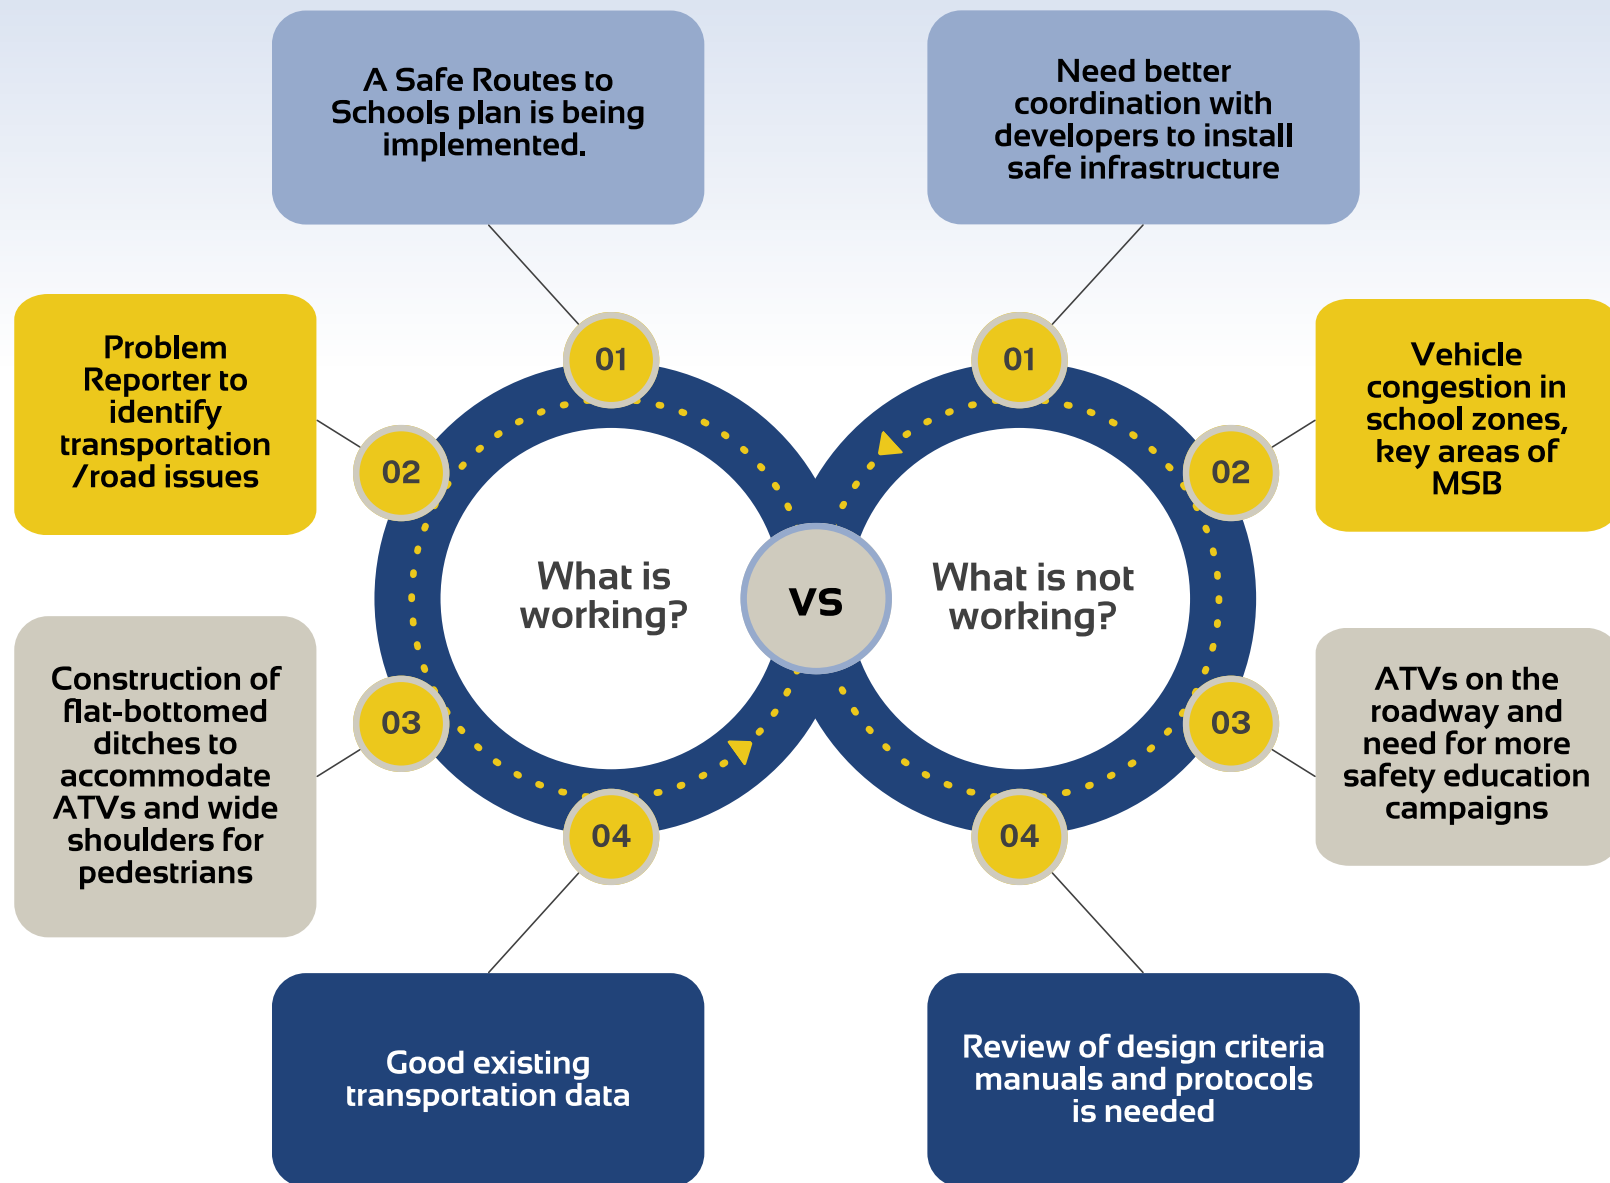 A Safe Routes to
Schools plan is being
implemented.
Need better
coordination with
developers to install
safe infrastructure
01
01
Problem
Reporter to
identify
transportation
/road issues
02
02
Vehicle
congestion in
school zones,
key areas of
MSB
What is
working?
VS
What is not
working?
Construction of
flat-bottomed
ditches to
accommodate
ATVs and wide
shoulders for
pedestrians
03
03
ATVs on the
roadway and
need for more
safety education
campaigns
04
04
Good existing
transportation data
Review of design criteria
manuals and protocols
is needed